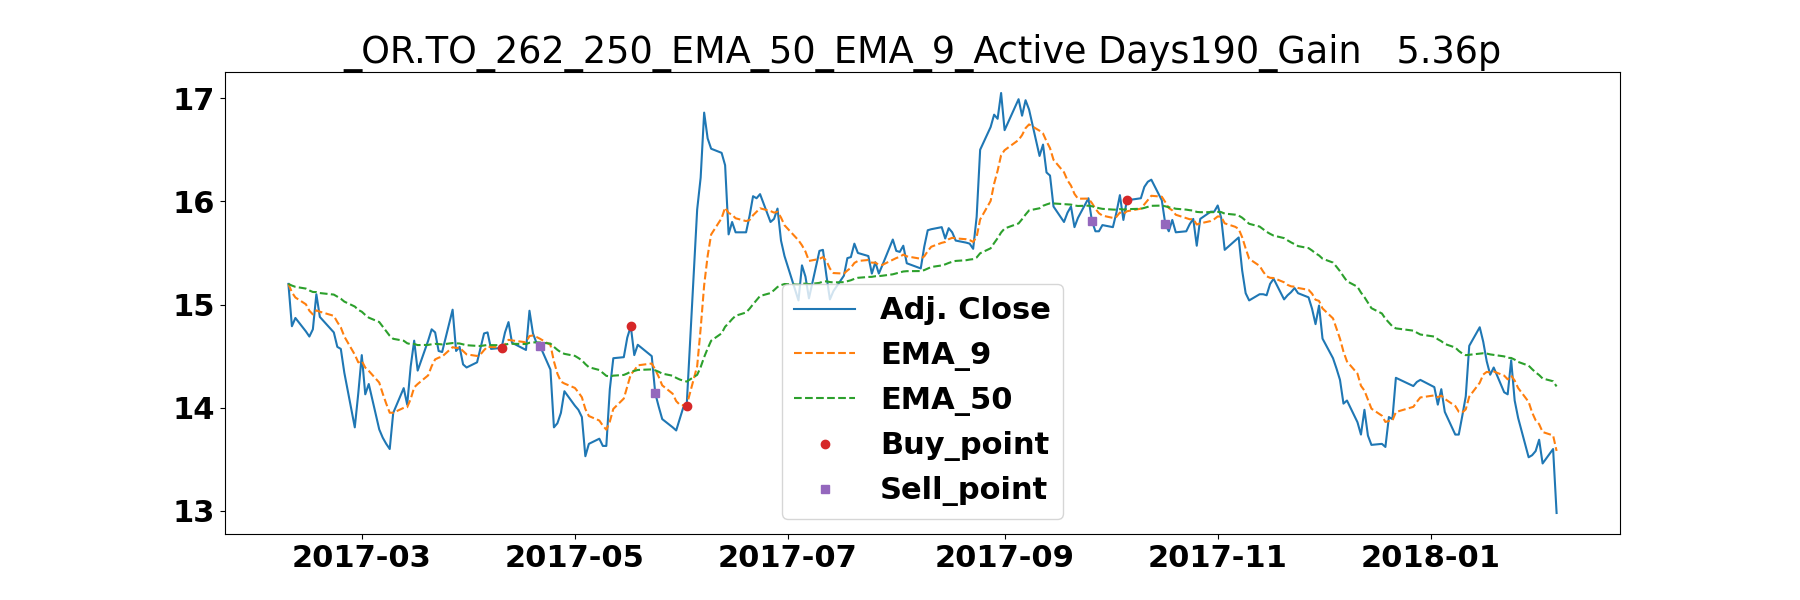 _OR.TO_262_250_EMA_50_EMA_9_Active Days190_Gain   5.36p
17
16
15
14
13
Adj. Close
EMA_9
EMA_50
Buy_point
Sell_point
2017-03 2017-05 2017-07 2017-09 2017-11 2018-01